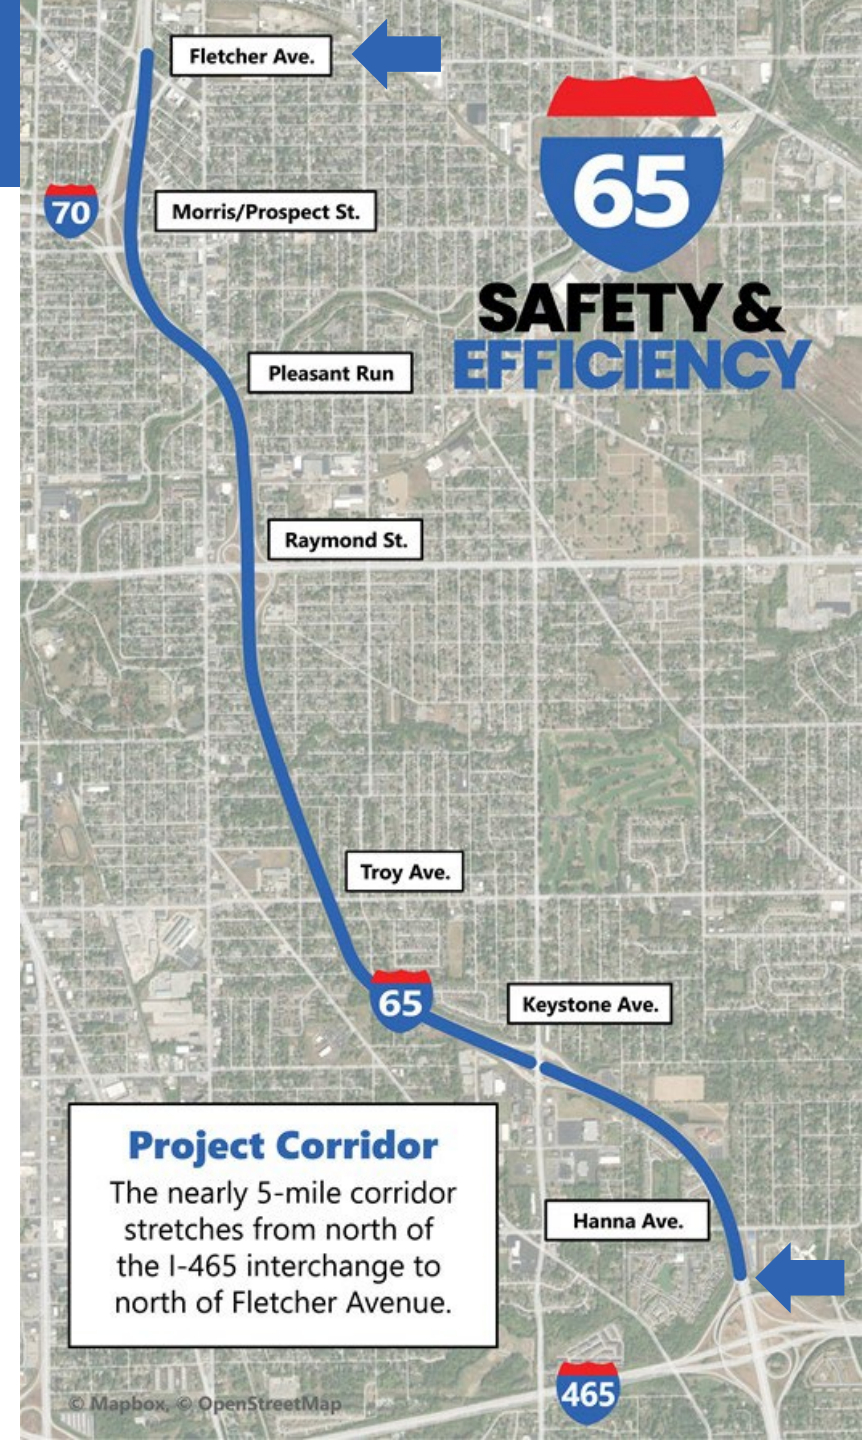 Fletcher Ave.
65
70
Morris/Prospect St.
SAFETY &
EFFICIENCY
Pleasant Run
Raymond St.
Troy Ave.
65
Keystone Ave.
Project Corridor
The nearly 5-mile corridor
stretches from north of
the I-465 interchange to
north of Fletcher Avenue.
Hanna Ave.
465
© Mapbox, © OpenStreetMap